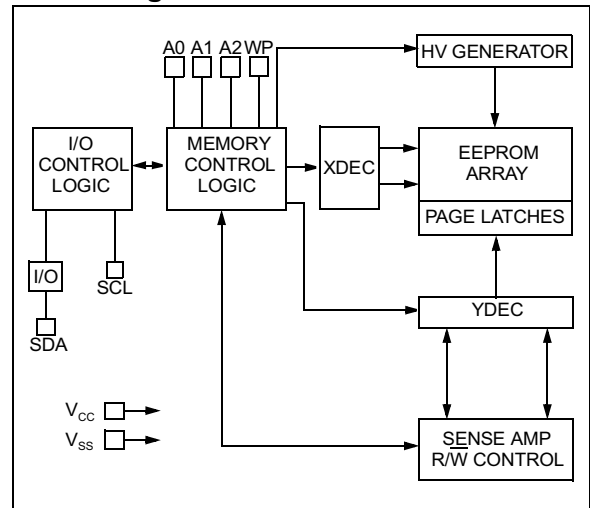 A0 A1 A2 WP
HV GENERATOR
I/O
CONTROL
LOGIC
MEMORY
CONTROL
LOGIC
XDEC
EEPROM
ARRAY
PAGE LATCHES
I/O
SCL
SDA
YDEC
VCC
VSS
SENSE AMP
R/W̅ CONTROL